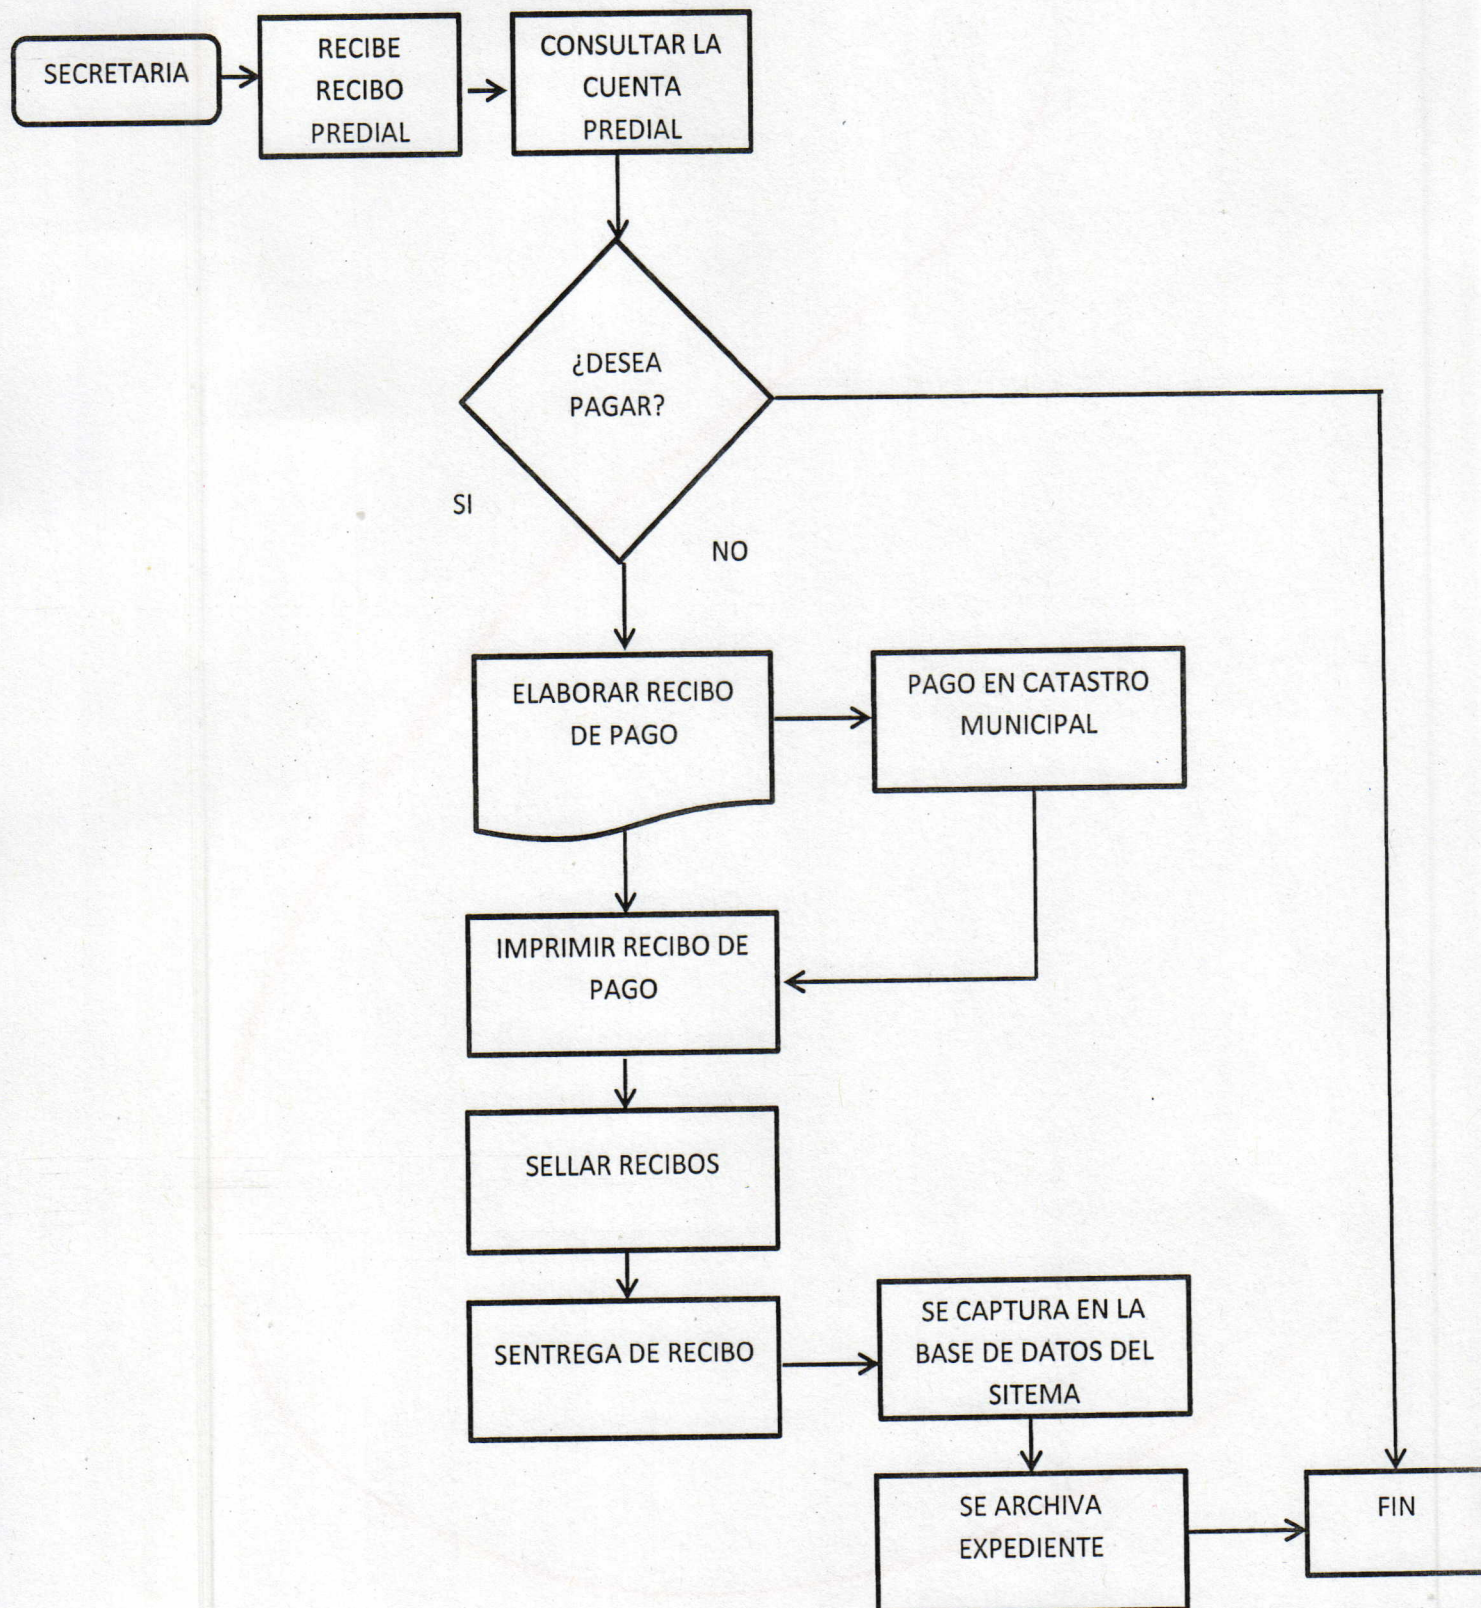 SECRETARIA
RECIBE
RECIBO
PREDIAL
CONSULTAR LA
CUENTA
PREDIAL
¿DESEA
PAGAR?
SI
NO
ELABORAR RECIBO
DE PAGO
PAGO EN CATASTRO
MUNICIPAL
IMPRIMIR RECIBO DE
PAGO
SELLAR RECIBOS
SENTREGA DE RECIBO
SE CAPTURA EN LA
BASE DE DATOS DEL
SITEMA
SE ARCHIVA
EXPEDIENTE
FIN